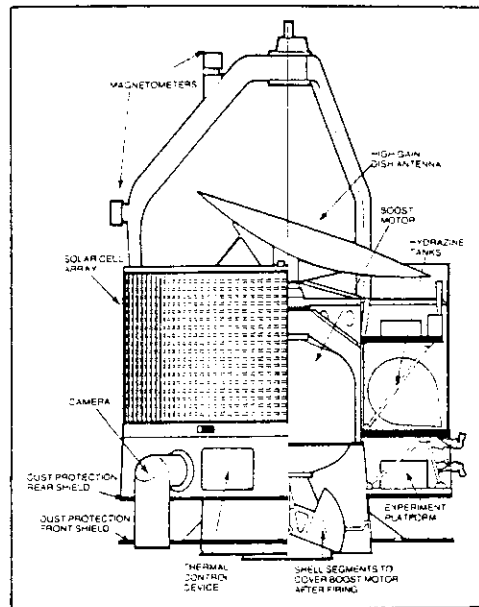 MAGNETOMETERS
HIGH GAIN
DISH ANTENNA
BOOST
MOTOR
HYDRAZINE
TANKS
SOLAR CELL
ARRAY
CAMERA
DUST PROTECTION
REAR SHIELD
DUST PROTECTION
FRONT SHIELD
EXPERIMENT
PLATFORM
THERMAL
CONTROL
DEVICE
SHELL SEGMENTS TO
COVER BOOST MOTOR
AFTER FIRING